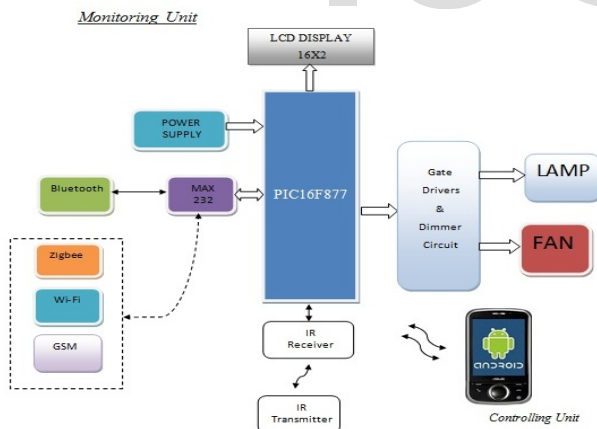 Monitoring Unit
LCD DISPLAY
16X2
POWER
SUPPLY
Bluetooth
MAX
232
PIC16F877
Gate
Drivers
&
Dimmer
Circuit
LAMP
FAN
Zigbee
Wi-Fi
GSM
IR
Receiver
IR
Transmitter
ANDROID
Controlling Unit